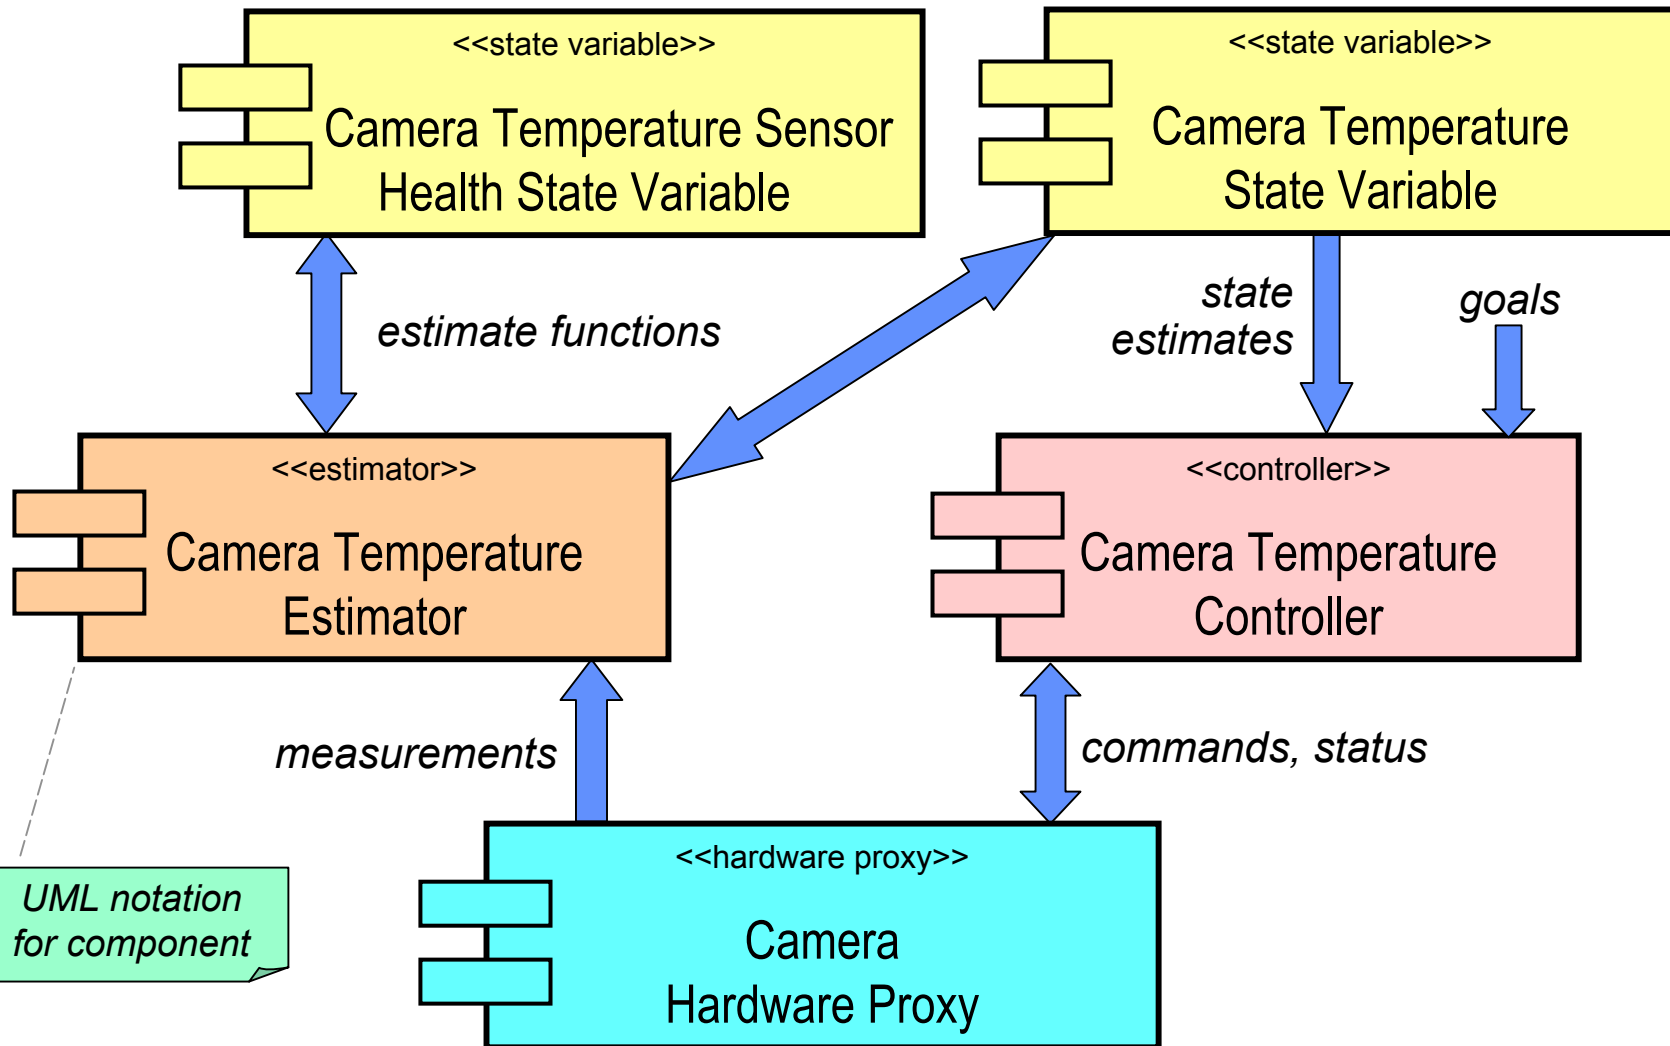 <<state variable>>
Camera Temperature Sensor
Health State Variable
<<state variable>>
Camera Temperature
State Variable
estimate functions
state
estimates
goals
<<estimator>>
Camera Temperature
Estimator
<<controller>>
Camera Temperature
Controller
measurements
commands, status
UML notation
for component
<<hardware proxy>>
Camera
Hardware Proxy